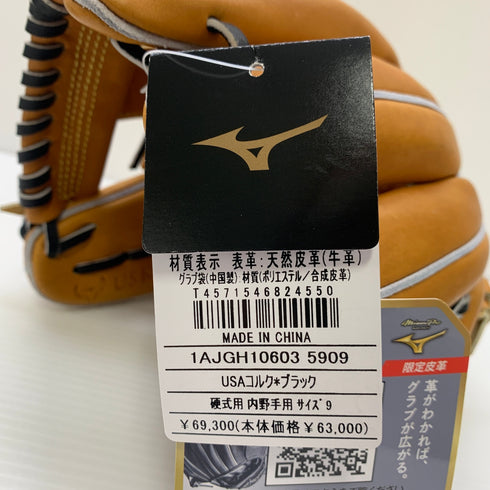 材質表示 表革:天然皮革(牛革)
グラブ袋(中国製):材質(ポリエステル/合成皮革)
T4571546824550
MADE IN CHINA
1AJGH10603 5909
USAコルク*ブラック
硬式用 内野手用 サイズ9
￥69,300(本体価格￥63,000)
Mizuno Pro
限定皮革
革がわかれば、
グラブが広がる。